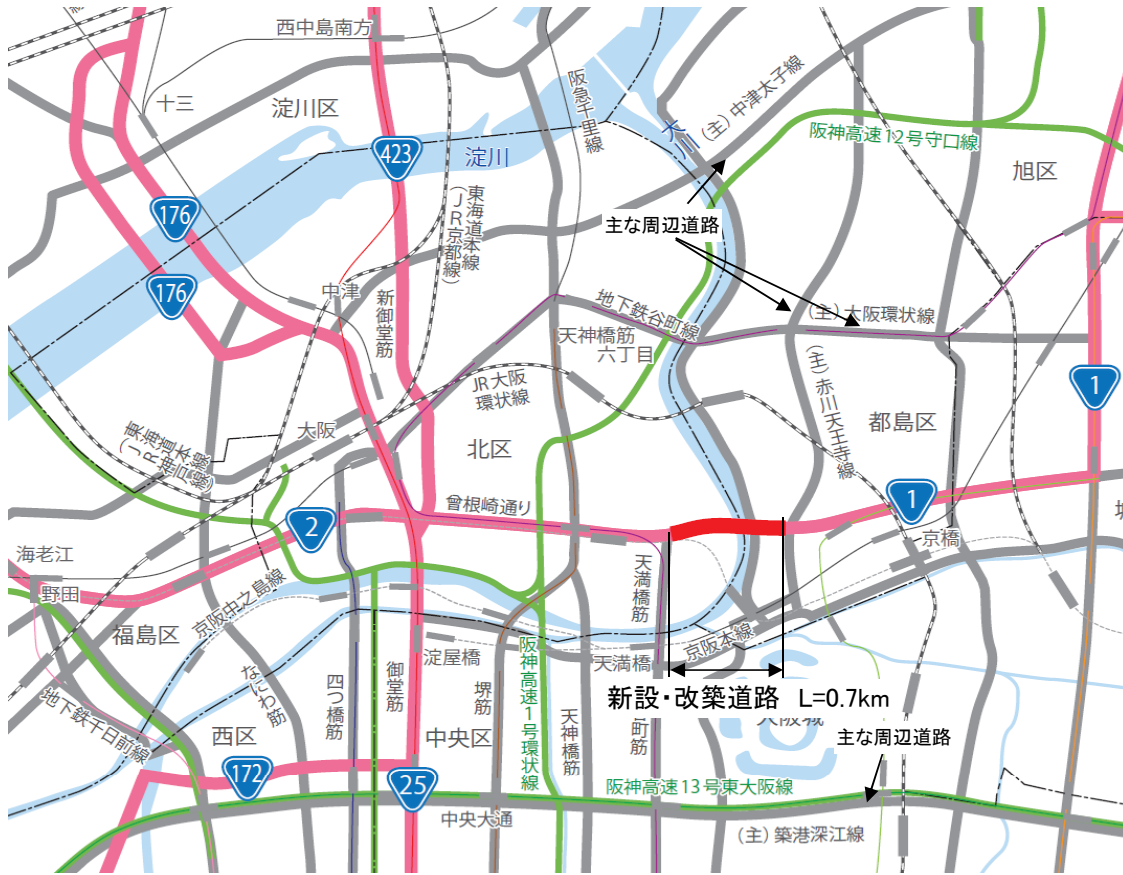 西中島南方
十三
淀川区
阪急千里線
大川
(主)中津太子線
阪神高速12号守口線
旭区
423
淀川
176
176
東海道本線
(JR京都線)
主な周辺道路
中津
新御堂筋
地下鉄谷町線
(主)大阪環状線
天神橋筋
六丁目
JR大阪
環状線
(主)赤川天王寺線
1
都島区
東海道本線
(JR神戸線)
大阪
北区
曾根崎通り
2
1
京橋
海老江
野田
京阪中之島線
福島区
天満橋筋
京阪本線
淀屋橋
天満橋
阪神高速1号環状線
なにわ筋
四つ橋筋
御堂筋
堺筋
天神橋筋
新設・改築道路 L=0.7km
町筋
大阪城
地下鉄千日前線
西区
中央区
主な周辺道路
172
25
阪神高速13号東大阪線
中央大通
(主)築港深江線